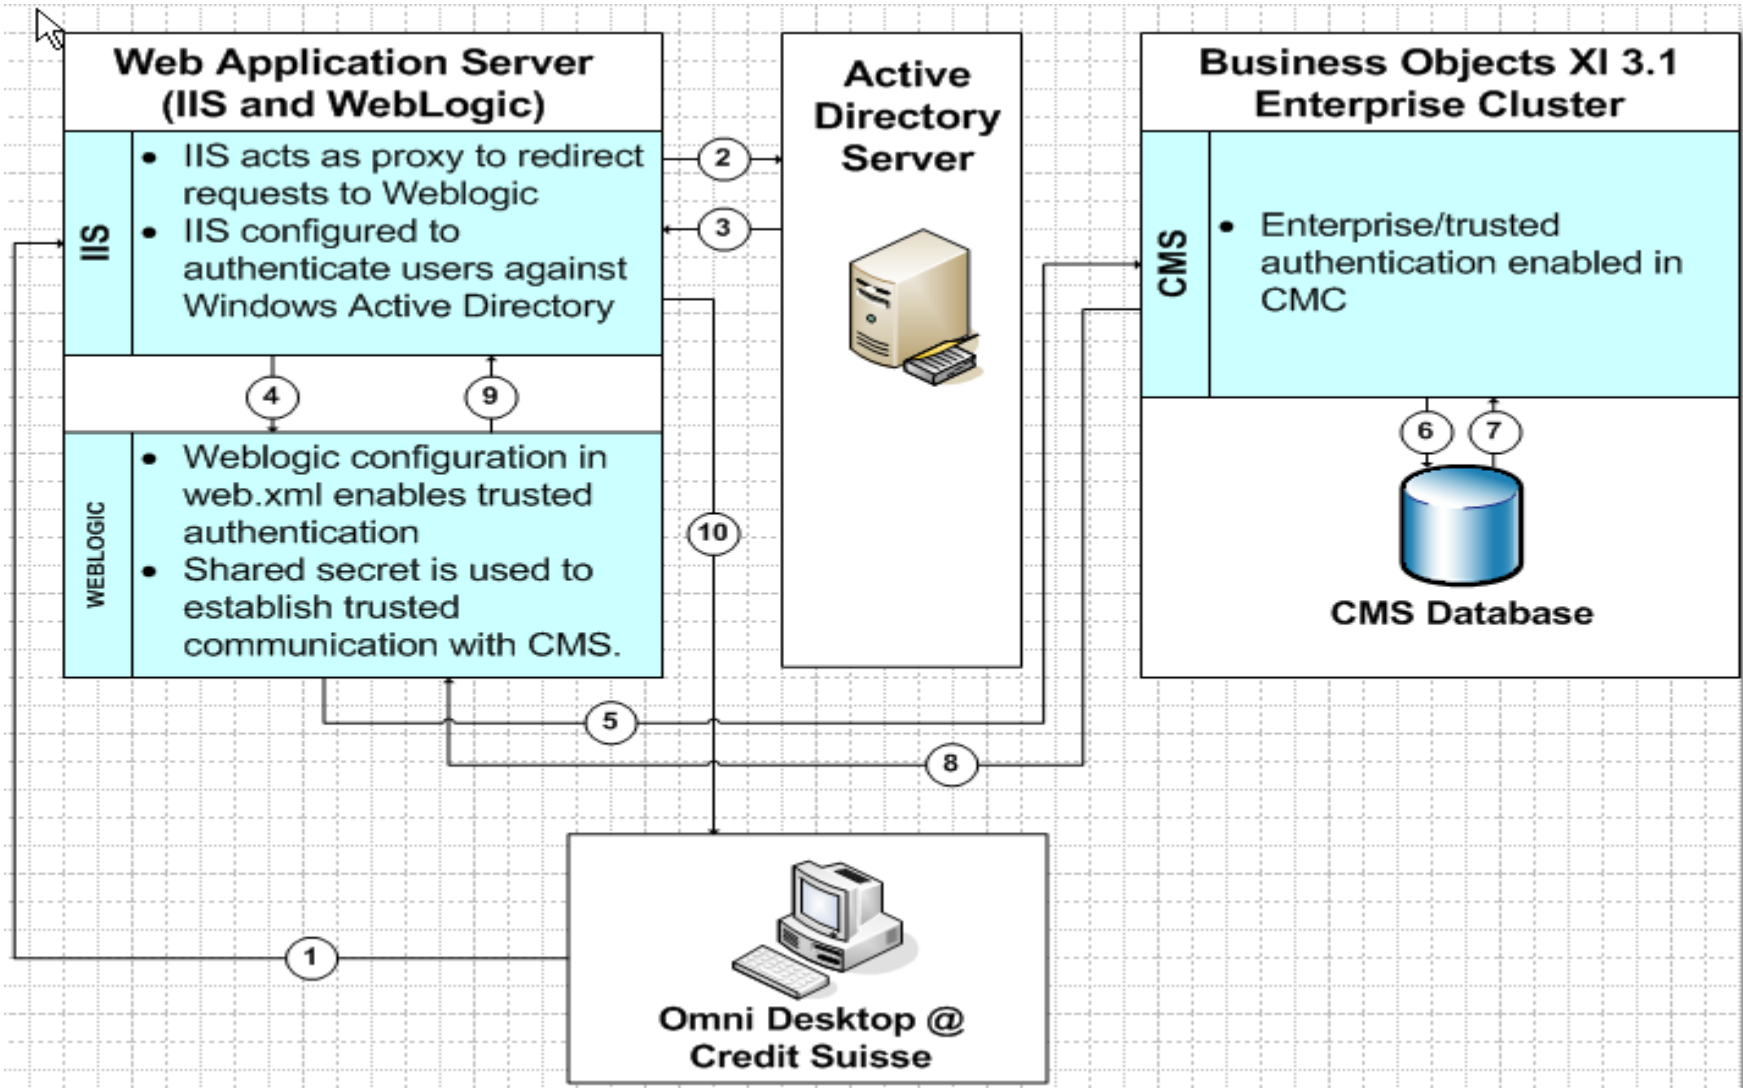 Web Application Server
(IIS and WebLogic)
IIS
• IIS acts as proxy to redirect
requests to Weblogic
• IIS configured to
authenticate users against
Windows Active Directory
4
9
WEBLOGIC
• Weblogic configuration in
web.xml enables trusted
authentication
• Shared secret is used to
establish trusted
communication with CMS.
2
3
10
Active
Directory
Server
Business Objects XI 3.1
Enterprise Cluster
CMS
• Enterprise/trusted
authentication enabled in
CMC
6
7
CMS Database
5
8
1
Omni Desktop @
Credit Suisse